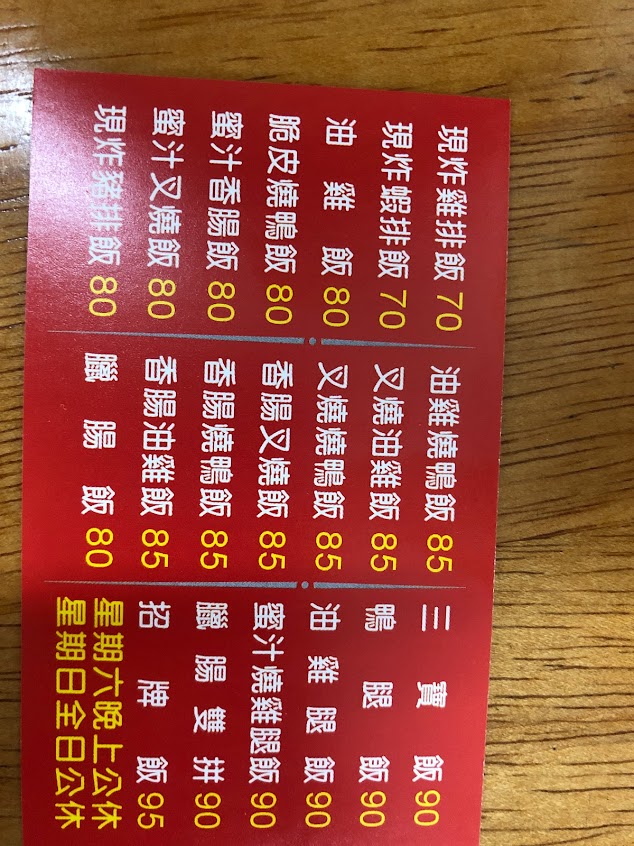 現炸雞排飯 70
現炸蝦排飯 70
油雞飯 80
脆皮燒鴨飯 80
蜜汁香腸飯 80
蜜汁叉燒飯 80
現炸豬排飯 80
油雞燒鴨飯 85
叉燒油雞飯 85
叉燒燒鴨飯 85
香腸叉燒飯 85
香腸燒鴨飯 85
香腸油雞飯 85
臘腸飯 80
三寶飯 90
鴨腿飯 90
油雞腿飯 90
蜜汁燒雞腿飯 90
臘腸雙拼 90
招牌飯 95
星期六晚上公休
星期日全日公休